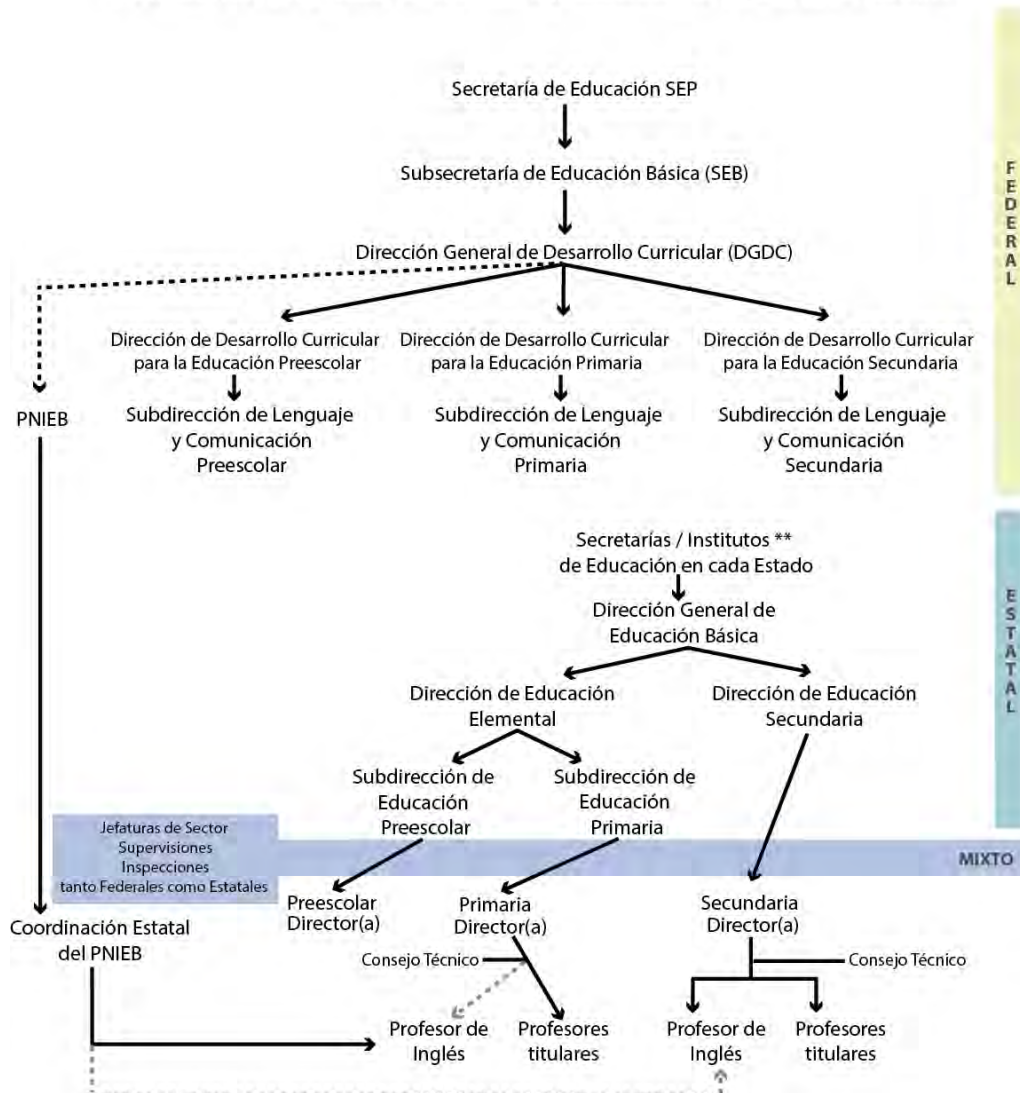 Secretaría de Educación SEP
Subsecretaría de Educación Básica (SEB)
Dirección General de Desarrollo Curricular (DGDC)
Dirección de Desarrollo Curricular
para la Educación Preescolar
Dirección de Desarrollo Curricular
para la Educación Primaria
Dirección de Desarrollo Curricular
para la Educación Secundaria
PNIEB
Subdirección de Lenguaje
y Comunicación
Preescolar
Subdirección de Lenguaje
y Comunicación
Primaria
Subdirección de Lenguaje
y Comunicación
Secundaria
FEDERAL
Secretarías / Institutos **
de Educación en cada Estado
Dirección General de
Educación Básica
Dirección de Educación
Elemental
Dirección de Educación
Secundaria
ESTATAL
Subdirección de
Educación
Preescolar
Subdirección de
Educación
Primaria
Jefaturas de Sector
Supervisiones
Inspecciones
tanto Federales como Estatales
MIXTO
Preescolar
Director(a)
Primaria
Director(a)
Secundaria
Director(a)
Coordinación Estatal
del PNIEB
Consejo Técnico
Consejo Técnico
Profesor de
Inglés
Profesores
titulares
Profesor de
Inglés
Profesores
titulares